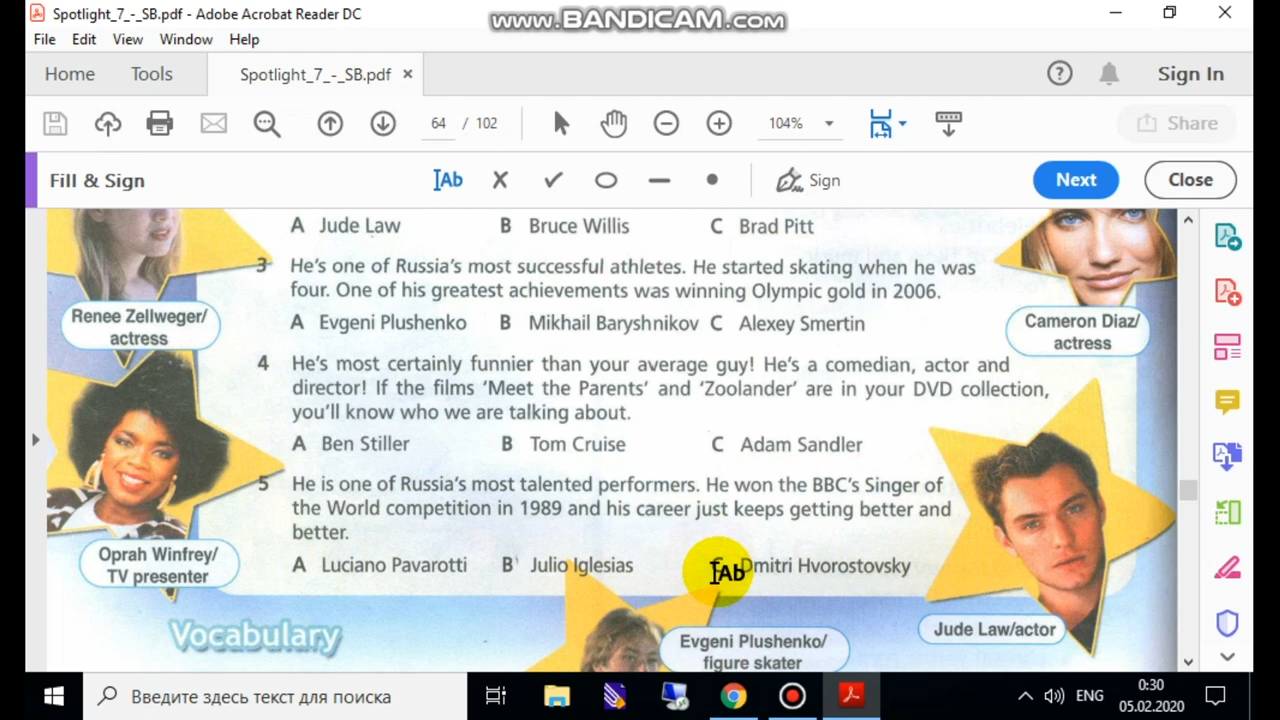 Spotlight_7_-_SB.pdf - Adobe Acrobat Reader DC
www.BANDICAM.com
File Edit View Window Help
Home Tools Spotlight_7_-_SB.pdf × Sign In
64 / 102 104% Share
Fill & Sign Ab Sign Next Close
A Jude Law B Bruce Willis C Brad Pitt
3 He's one of Russia's most successful athletes. He started skating when he was
four. One of his greatest achievements was winning Olympic gold in 2006.
A Evgeni Plushenko B Mikhail Baryshnikov C Alexey Smertin
Renee Zellweger/
actress
Cameron Diaz/
actress
4 He's most certainly funnier than your average guy! He's a comedian, actor and
director! If the films 'Meet the Parents' and 'Zoolander' are in your DVD collection,
you'll know who we are talking about.
A Ben Stiller B Tom Cruise C Adam Sandler
5 He is one of Russia's most talented performers. He won the BBC's Singer of
the World competition in 1989 and his career just keeps getting better and
better.
A Luciano Pavarotti B Julio Iglesias C Dmitri Hvorostovsky
Ab
Oprah Winfrey/
TV presenter
Jude Law/actor
Vocabulary
Evgeni Plushenko/
figure skater
Введите здесь текст для поиска
ENG
0:30
05.02.2020